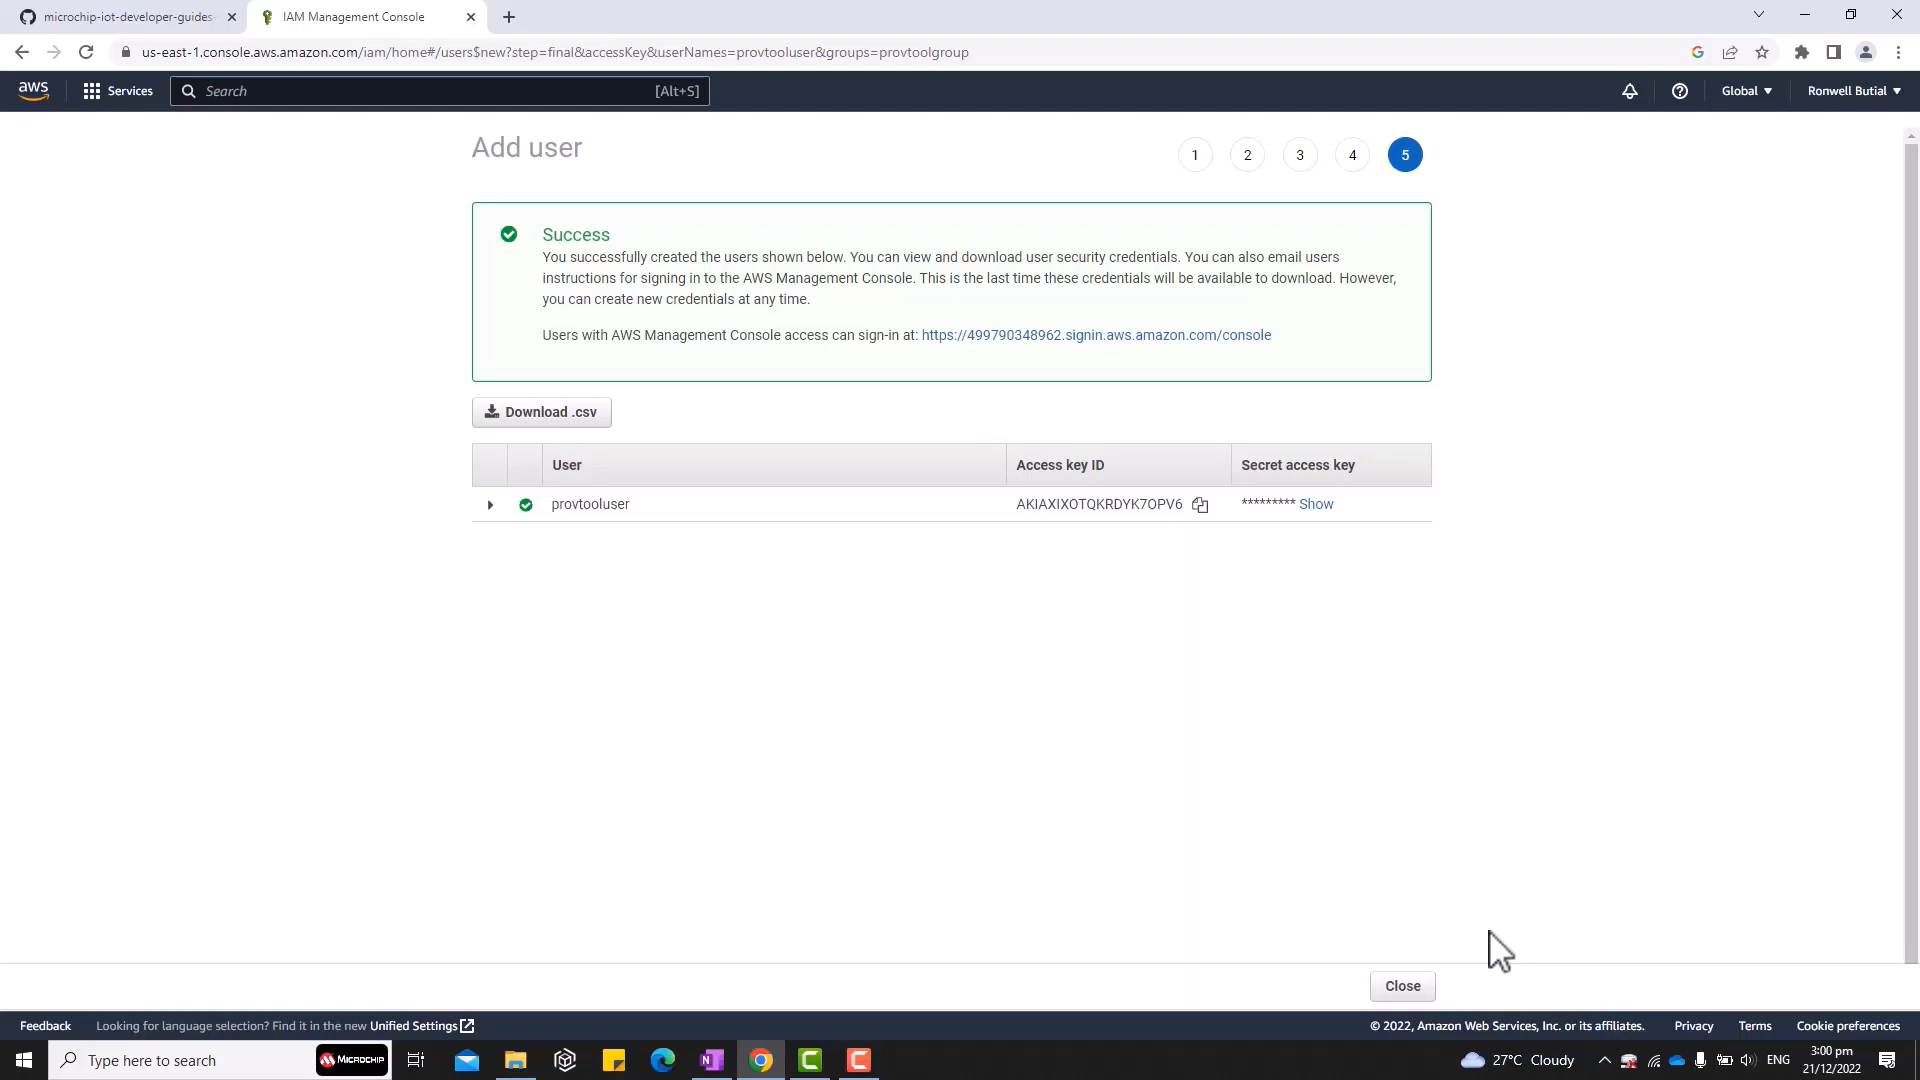 microchip-iot-developer-guides-
IAM Management Console
us-east-1.console.aws.amazon.com/iam/home#/users$new?step=final&accessKey&userNames=provtooluser&groups=provtoolgroup
aws
Services
Search
[Alt+S]
Global
Ronwell Butial
Add user
1
2
3
4
5
Success
You successfully created the users shown below. You can view and download user security credentials. You can also email users
instructions for signing in to the AWS Management Console. This is the last time these credentials will be available to download. However,
you can create new credentials at any time.
Users with AWS Management Console access can sign-in at: https://499790348962.signin.aws.amazon.com/console
Download .csv
User
Access key ID
Secret access key
provtooluser
AKIAXIXOTQKRDYK7OPV6
********* Show
Close
Feedback
Looking for language selection? Find it in the new Unified Settings
© 2022, Amazon Web Services, Inc. or its affiliates.
Privacy
Terms
Cookie preferences
Type here to search
MICROCHIP
27°C Cloudy
ENG
3:00 pm
21/12/2022